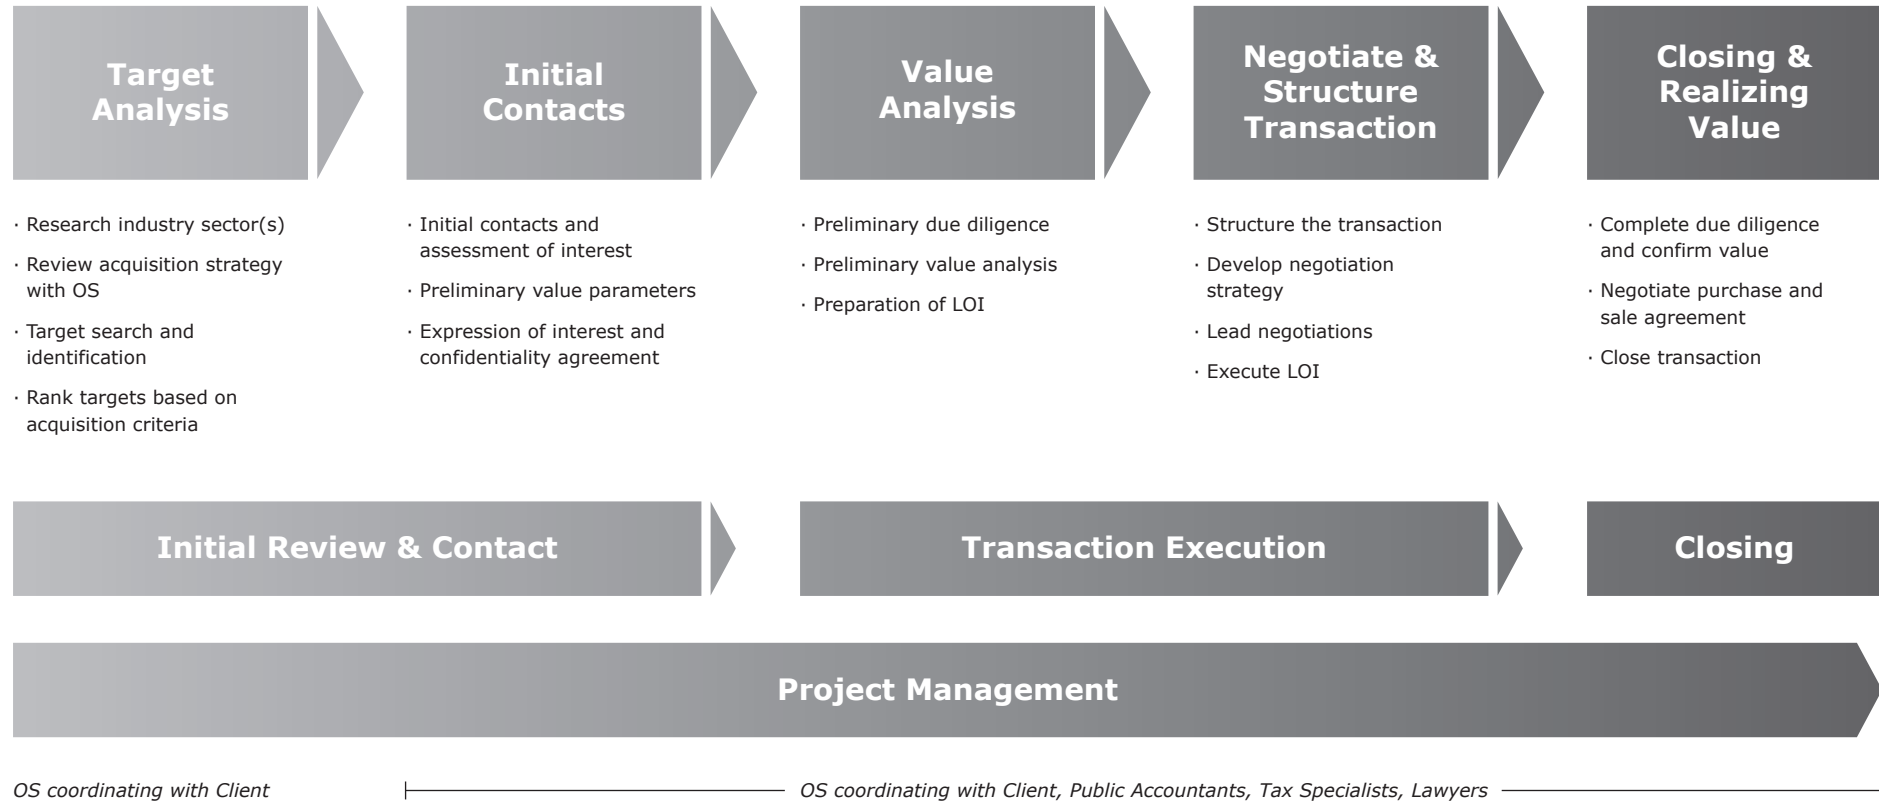 Target
Analysis
Initial
Contacts
Value
Analysis
Negotiate &
Structure
Transaction
Closing &
Realizing
Value
· Research industry sector(s)
· Review acquisition strategy
with OS
· Target search and
identification
· Rank targets based on
acquisition criteria
· Initial contacts and
assessment of interest
· Preliminary value parameters
· Expression of interest and
confidentiality agreement
· Preliminary due diligence
· Preliminary value analysis
· Preparation of LOI
· Structure the transaction
· Develop negotiation
strategy
· Lead negotiations
· Execute LOI
· Complete due diligence
and confirm value
· Negotiate purchase and
sale agreement
· Close transaction
Initial Review & Contact
Transaction Execution
Closing
Project Management
OS coordinating with Client
OS coordinating with Client, Public Accountants, Tax Specialists, Lawyers